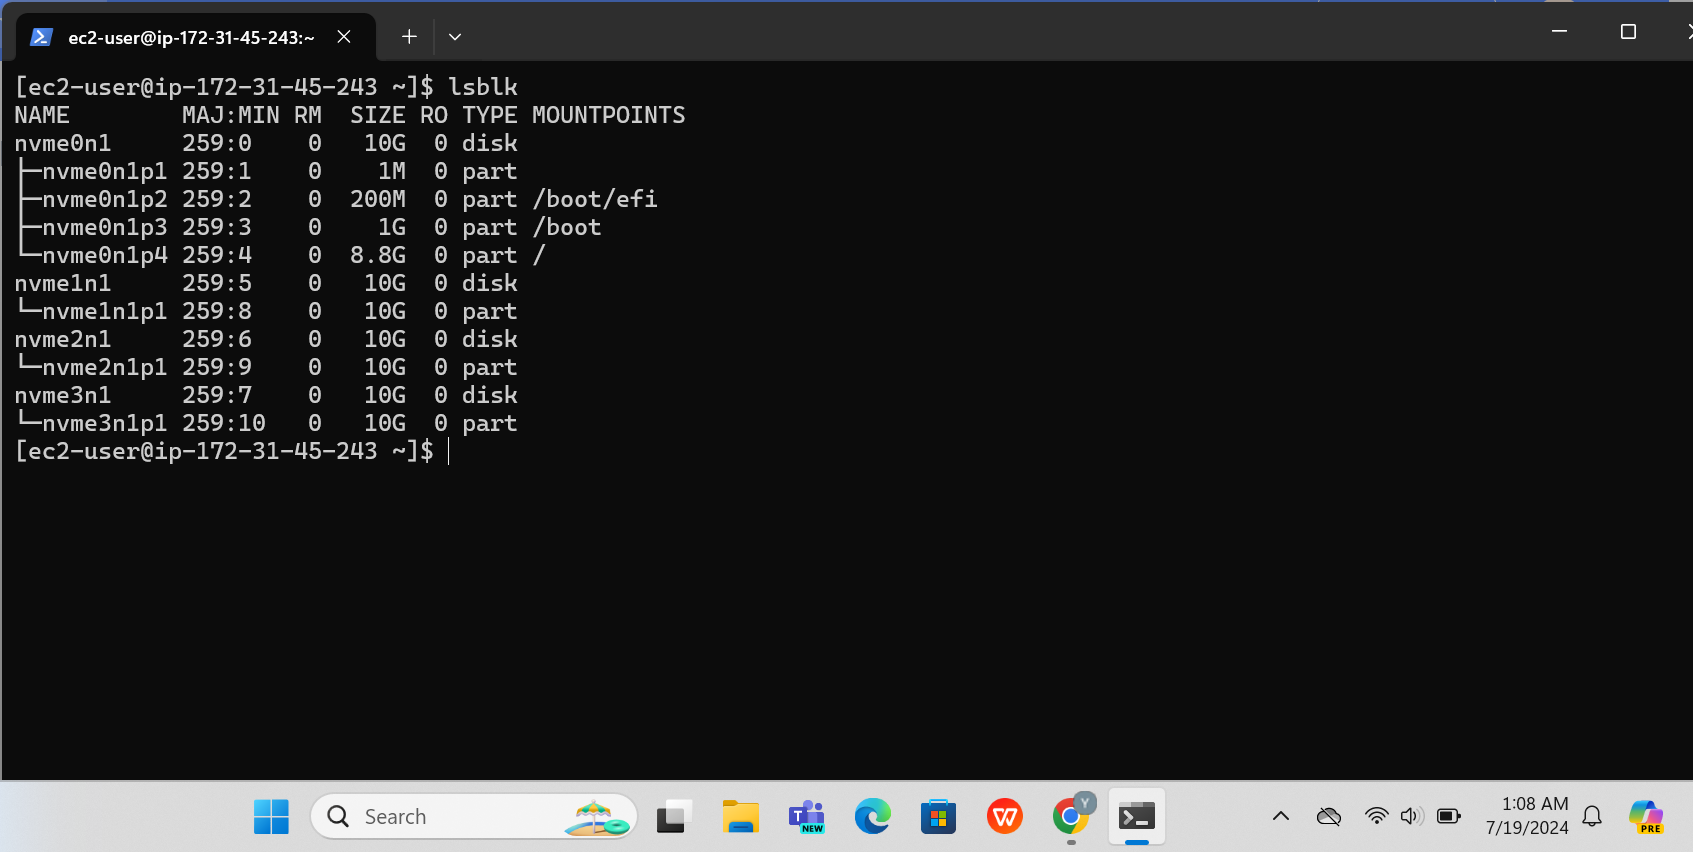 ec2-user@ip-172-31-45-243:~
[ec2-user@ip-172-31-45-243 ~]$ lsblk
NAME        MAJ:MIN RM  SIZE RO TYPE MOUNTPOINTS
nvme0n1     259:0    0   10G  0 disk
├─nvme0n1p1 259:1    0    1M  0 part
├─nvme0n1p2 259:2    0  200M  0 part /boot/efi
├─nvme0n1p3 259:3    0    1G  0 part /boot
└─nvme0n1p4 259:4    0  8.8G  0 part /
nvme1n1     259:5    0   10G  0 disk
└─nvme1n1p1 259:8    0   10G  0 part
nvme2n1     259:6    0   10G  0 disk
└─nvme2n1p1 259:9    0   10G  0 part
nvme3n1     259:7    0   10G  0 disk
└─nvme3n1p1 259:10   0   10G  0 part
[ec2-user@ip-172-31-45-243 ~]$
Search
T
NEW
W
Y
1:08 AM
7/19/2024
PRE